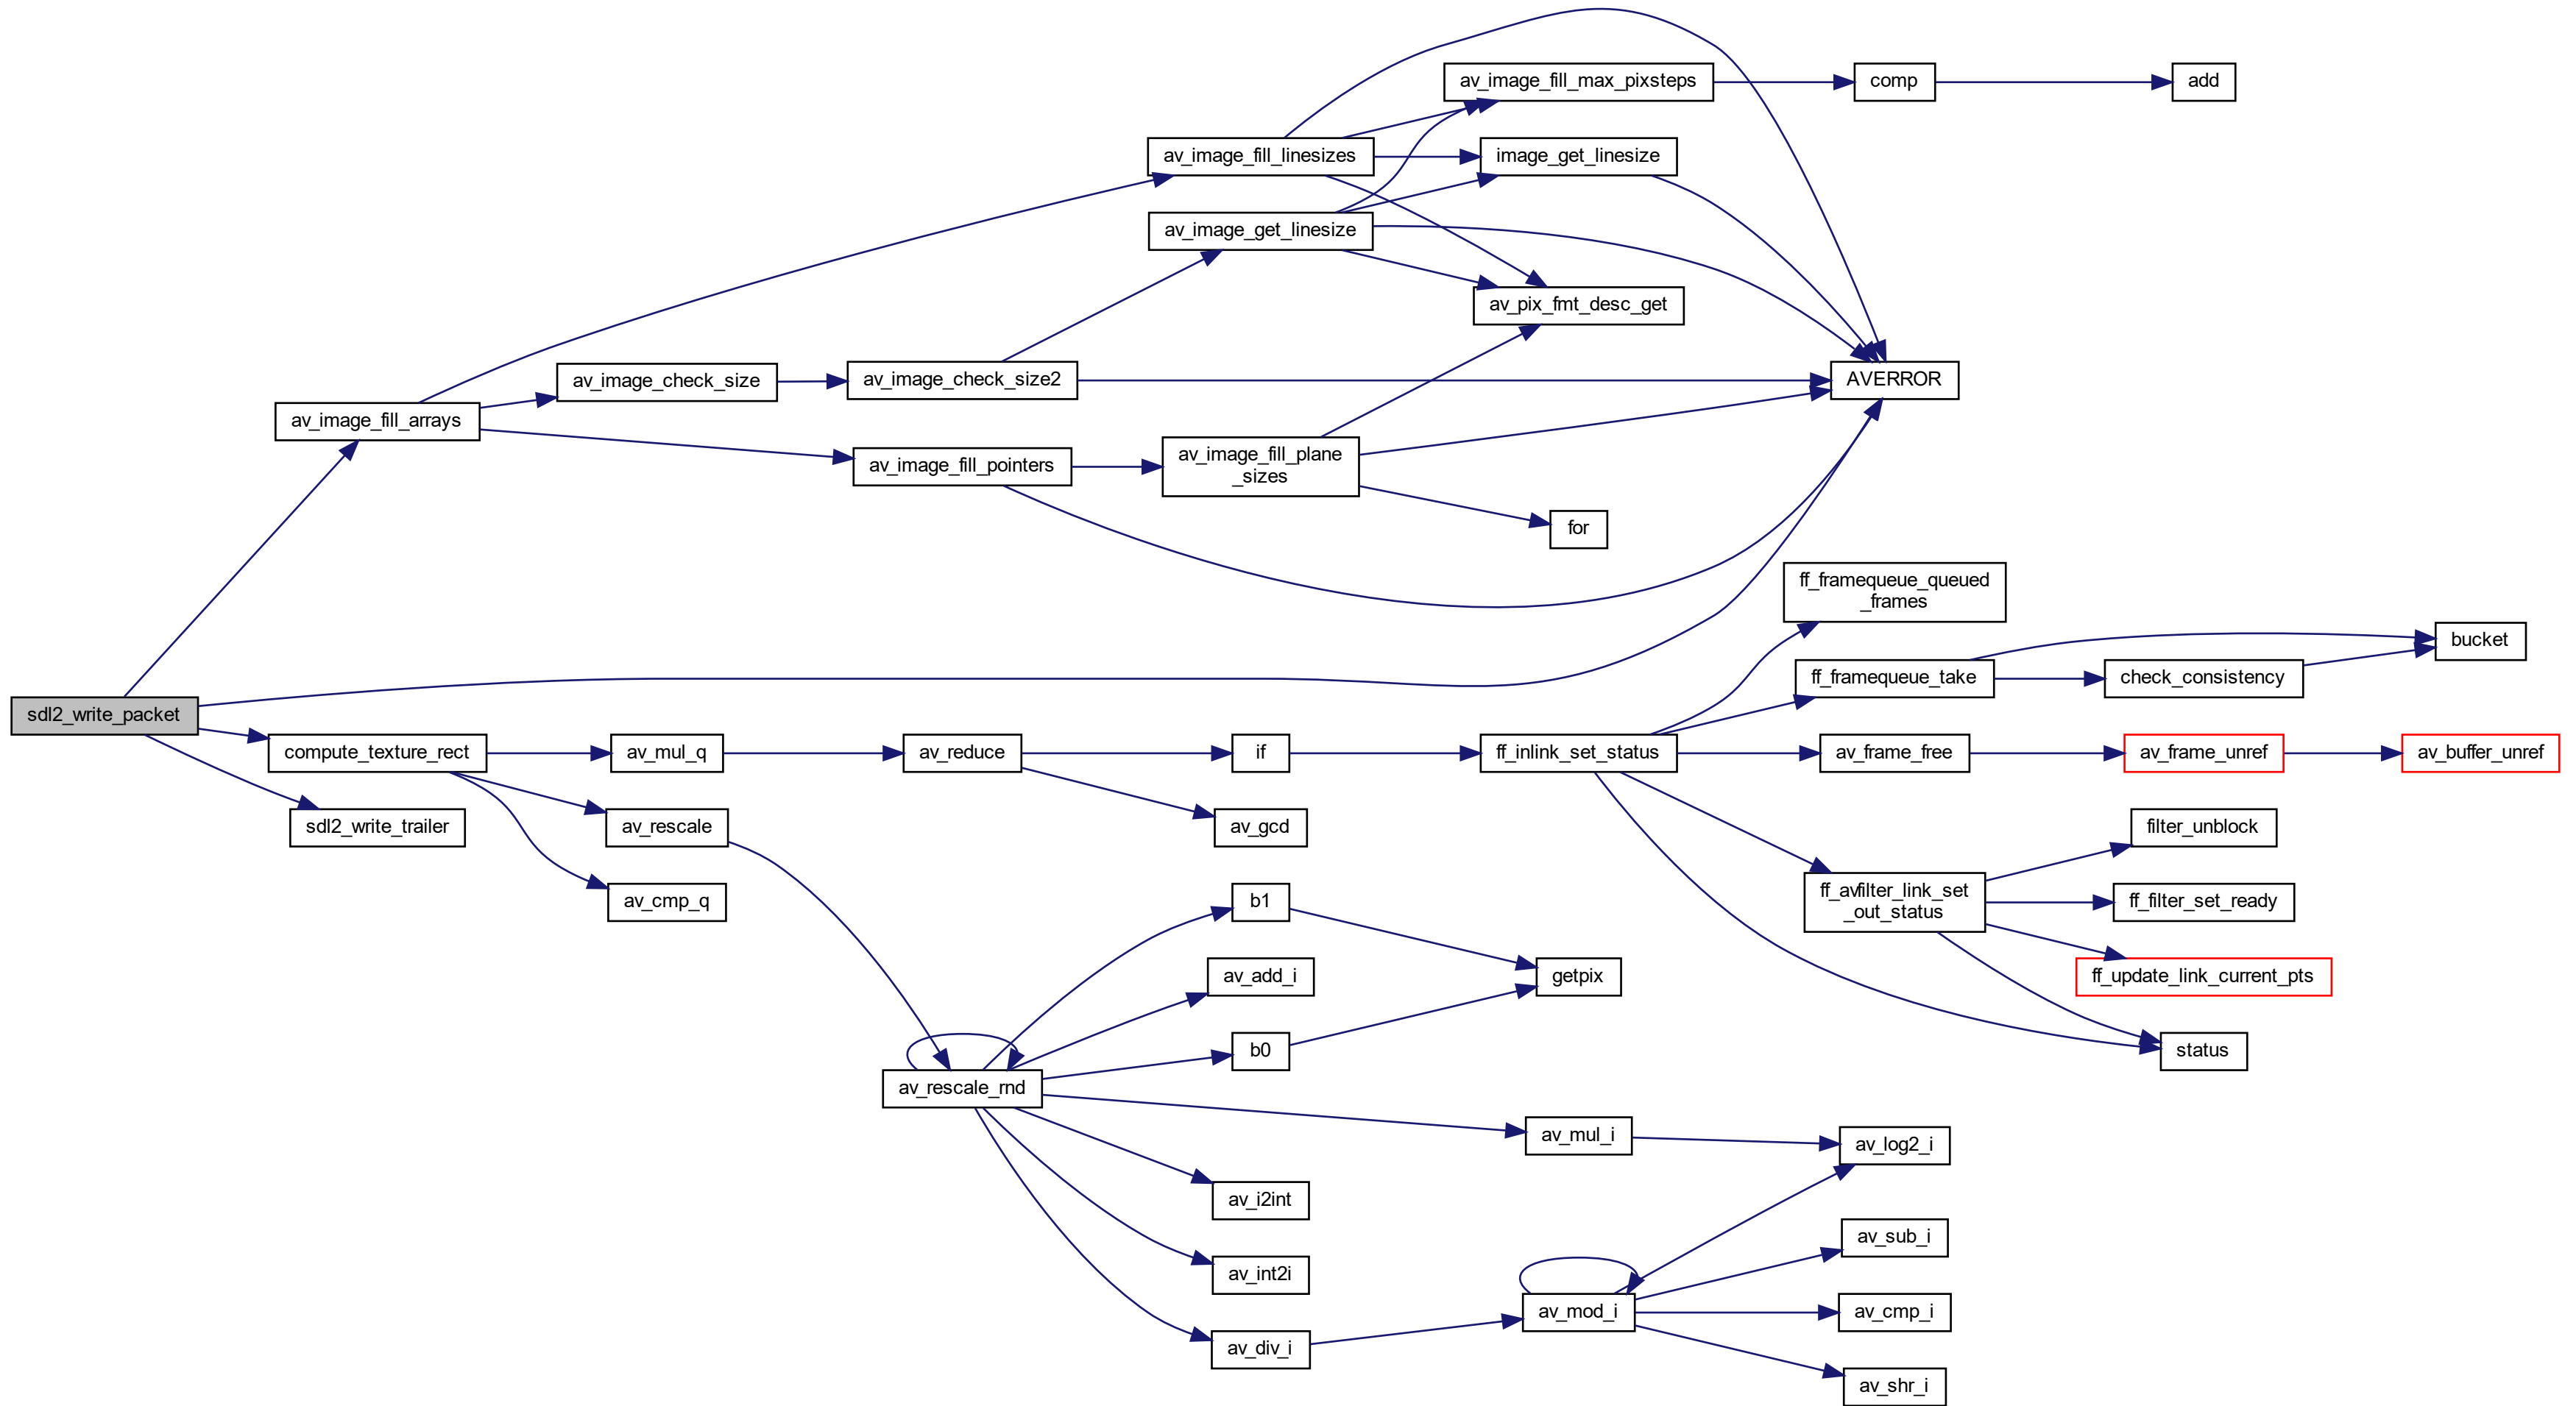 av_image_fill_max_pixsteps
comp
add
av_image_fill_linesizes
image_get_linesize
av_image_get_linesize
av_pix_fmt_desc_get
av_image_check_size
av_image_check_size2
AVERROR
av_image_fill_arrays
av_image_fill_pointers
av_image_fill_plane
_sizes
for
ff_framequeue_queued
_frames
bucket
ff_framequeue_take
check_consistency
sdl2_write_packet
compute_texture_rect
av_mul_q
av_reduce
if
ff_inlink_set_status
av_frame_free
av_frame_unref
av_buffer_unref
sdl2_write_trailer
av_rescale
av_gcd
filter_unblock
av_cmp_q
b1
ff_avfilter_link_set
_out_status
ff_filter_set_ready
av_add_i
getpix
ff_update_link_current_pts
b0
status
av_rescale_rnd
av_mul_i
av_log2_i
av_i2int
av_sub_i
av_int2i
av_mod_i
av_cmp_i
av_div_i
av_shr_i